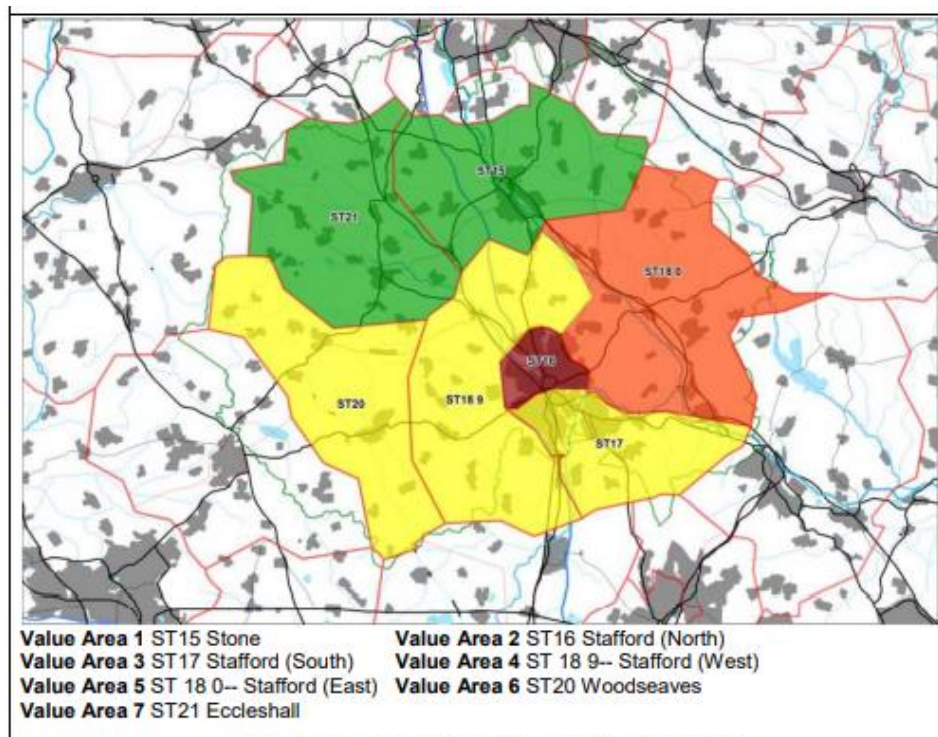 ST15
ST21
ST18 0
ST16
ST20
ST18 9
ST17
Value Area 1 ST15 Stone
Value Area 2 ST16 Stafford (North)
Value Area 3 ST17 Stafford (South)
Value Area 4 ST 18 9-- Stafford (West)
Value Area 5 ST 18 0-- Stafford (East)
Value Area 6 ST20 Woodseaves
Value Area 7 ST21 Eccleshall